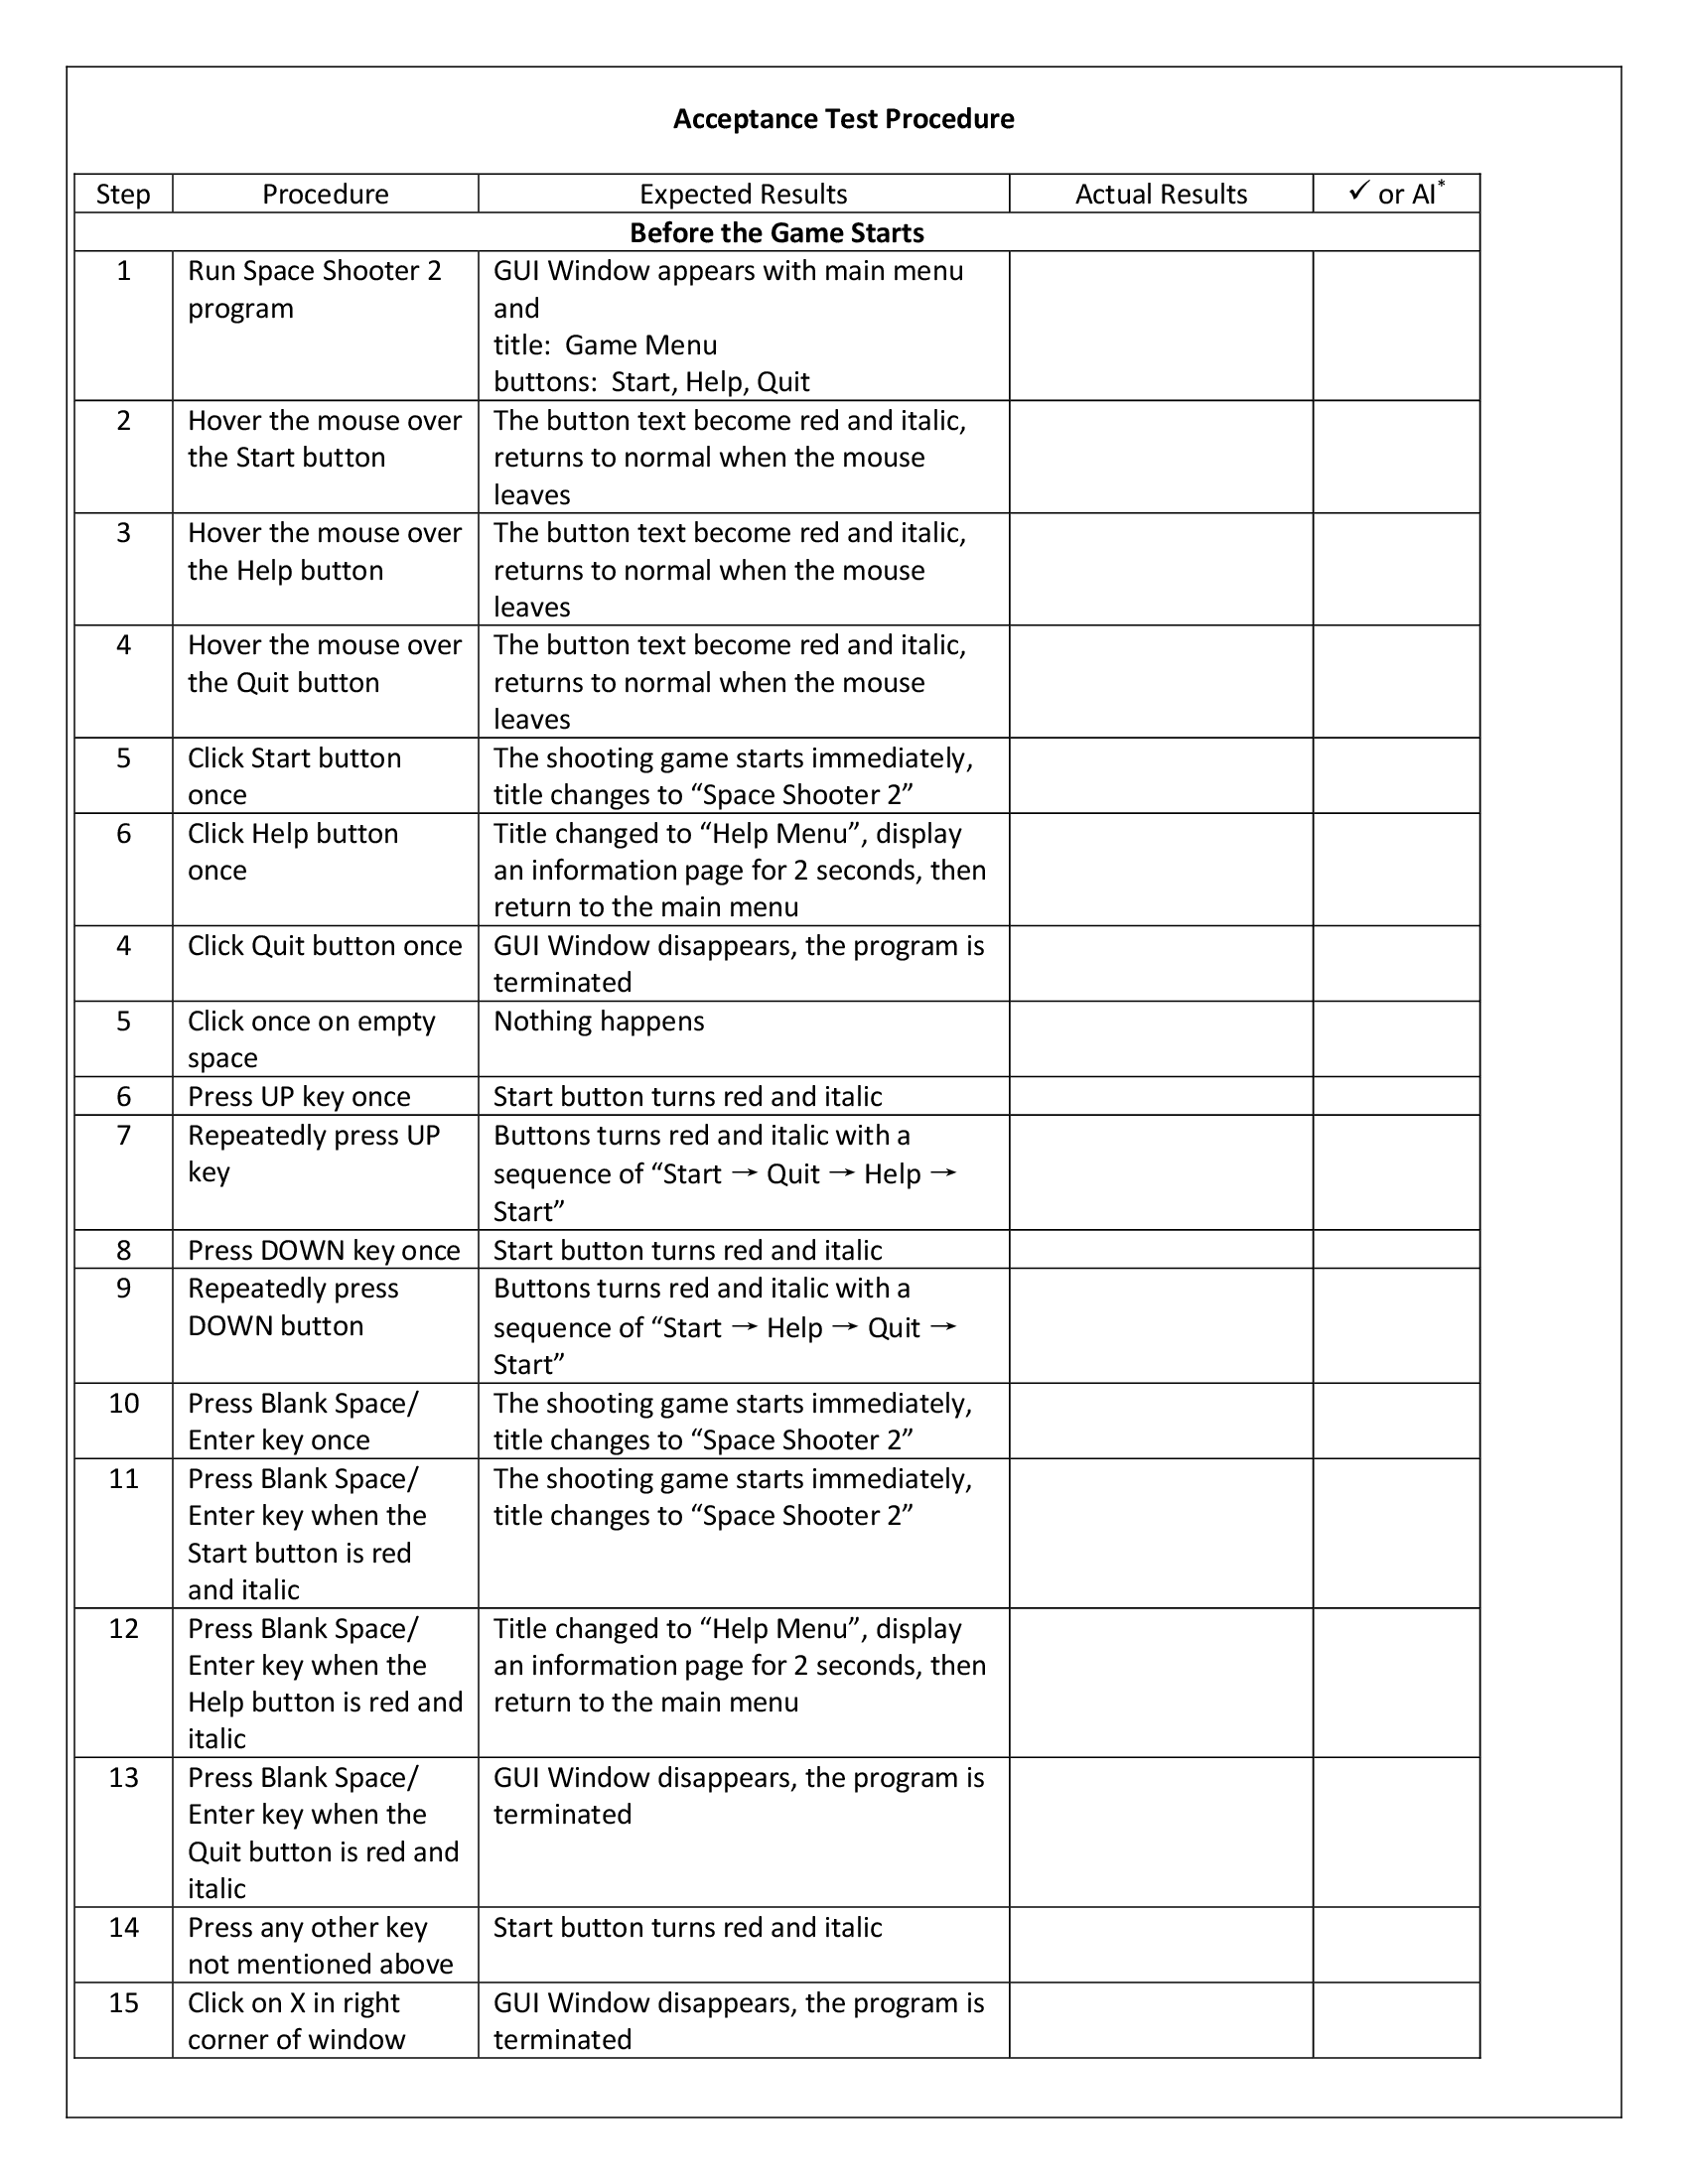 Acceptance Test Procedure
Step Procedure Expected Results Actual Results ✓ or AI*
Before the Game Starts
1 Run Space Shooter 2 GUI Window appears with main menu
program and
title:  Game Menu
buttons:  Start, Help, Quit
2 Hover the mouse over The button text become red and italic,
the Start button returns to normal when the mouse
leaves
3 Hover the mouse over The button text become red and italic,
the Help button returns to normal when the mouse
leaves
4 Hover the mouse over The button text become red and italic,
the Quit button returns to normal when the mouse
leaves
5 Click Start button The shooting game starts immediately,
once title changes to “Space Shooter 2”
6 Click Help button Title changed to “Help Menu”, display
once an information page for 2 seconds, then
return to the main menu
4 Click Quit button once GUI Window disappears, the program is
terminated
5 Click once on empty Nothing happens
space
6 Press UP key once Start button turns red and italic
7 Repeatedly press UP Buttons turns red and italic with a
key sequence of “Start → Quit → Help →
Start”
8 Press DOWN key once Start button turns red and italic
9 Repeatedly press Buttons turns red and italic with a
DOWN button sequence of “Start → Help → Quit →
Start”
10 Press Blank Space/ The shooting game starts immediately,
Enter key once title changes to “Space Shooter 2”
11 Press Blank Space/ The shooting game starts immediately,
Enter key when the title changes to “Space Shooter 2”
Start button is red
and italic
12 Press Blank Space/ Title changed to “Help Menu”, display
Enter key when the an information page for 2 seconds, then
Help button is red and return to the main menu
italic
13 Press Blank Space/ GUI Window disappears, the program is
Enter key when the terminated
Quit button is red and
italic
14 Press any other key Start button turns red and italic
not mentioned above
15 Click on X in right GUI Window disappears, the program is
corner of window terminated